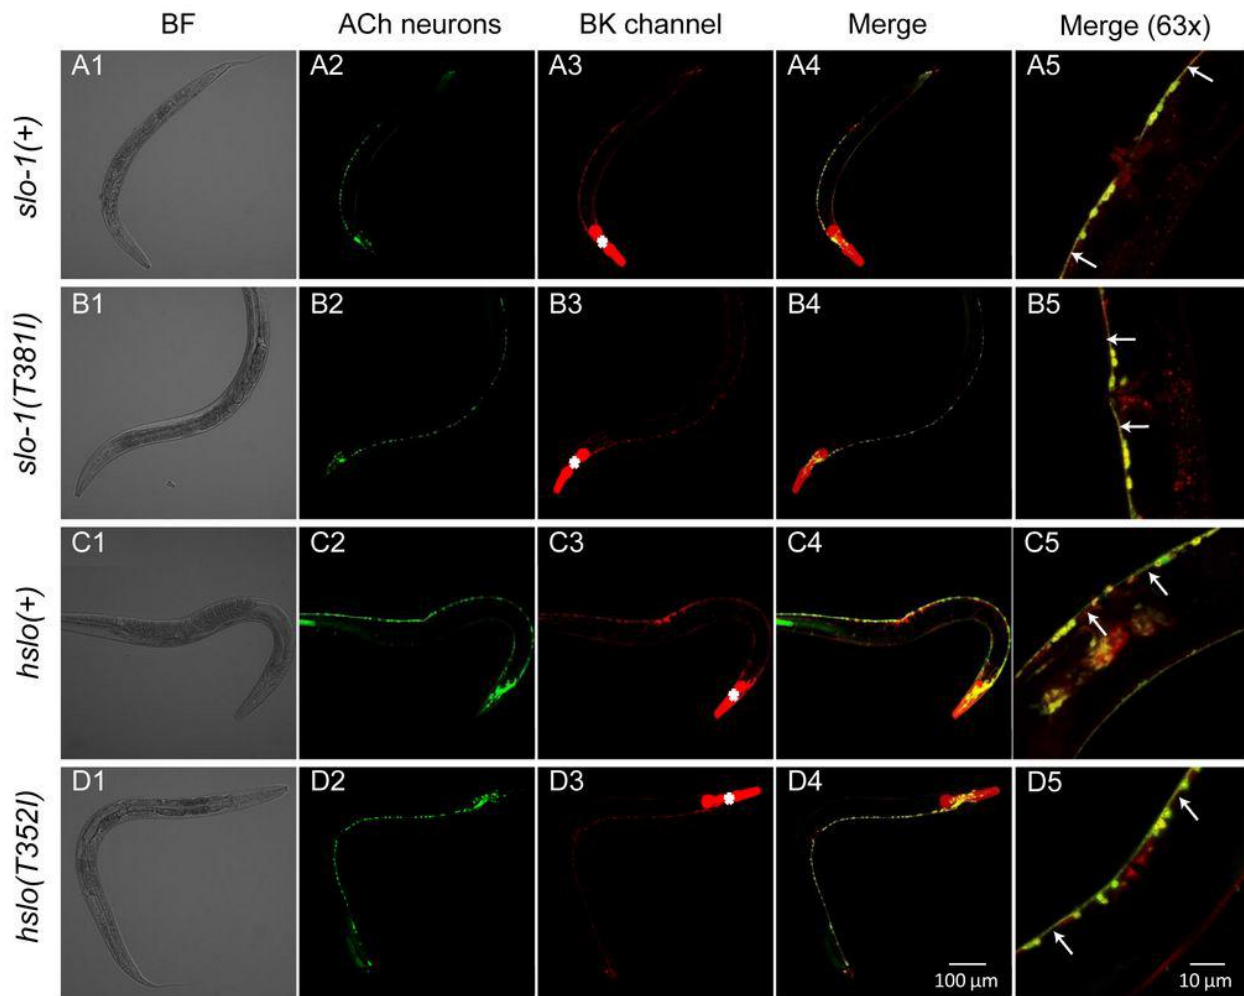 BF ACh neurons BK channel Merge Merge (63x)
slo-1(+)
A1 A2 A3 A4 A5
slo-1(T381I)
B1 B2 B3 B4 B5
hslo(+)
C1 C2 C3 C4 C5
hslo(T352I)
D1 D2 D3 D4 D5
100 µm 10 µm